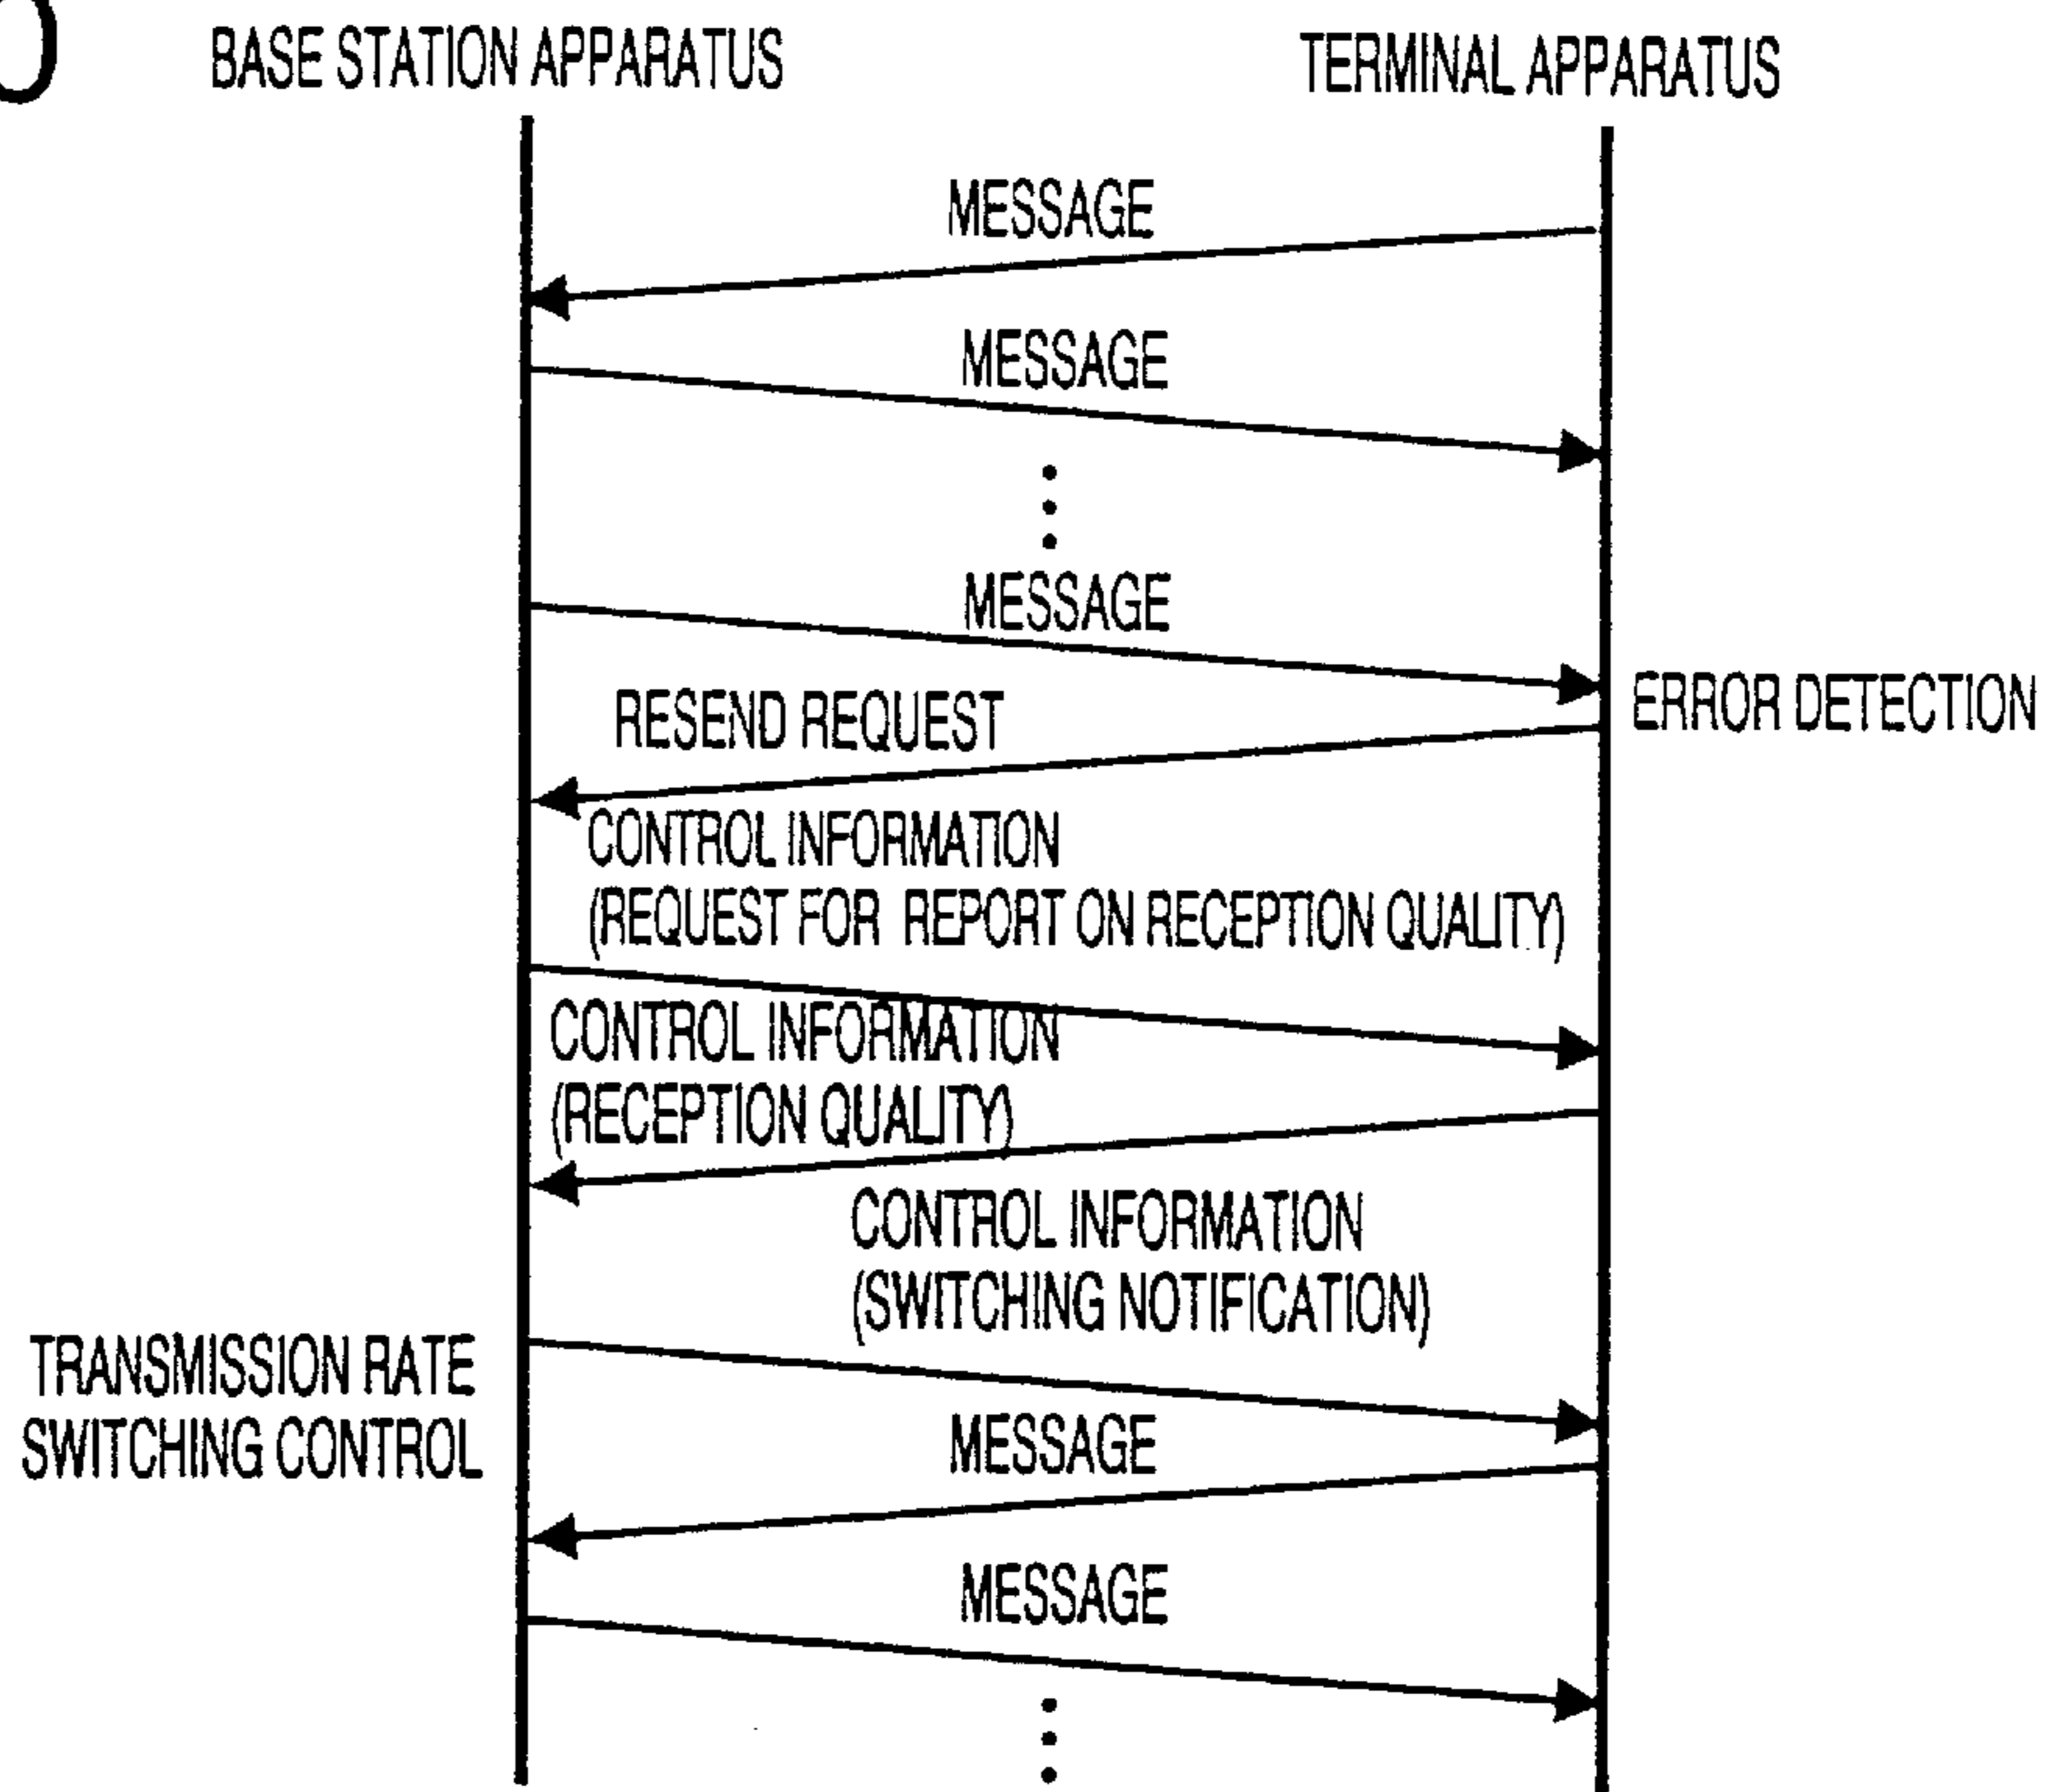 BASE STATION APPARATUS
TERMINAL APPARATUS
MESSAGE
MESSAGE
MESSAGE
ERROR DETECTION
RESEND REQUEST
CONTROL INFORMATION
(REQUEST FOR REPORT ON RECEPTION QUALITY)
CONTROL INFORMATION
(RECEPTION QUALITY)
CONTROL INFORMATION
(SWITCHING NOTIFICATION)
TRANSMISSION RATE
SWITCHING CONTROL
MESSAGE
MESSAGE